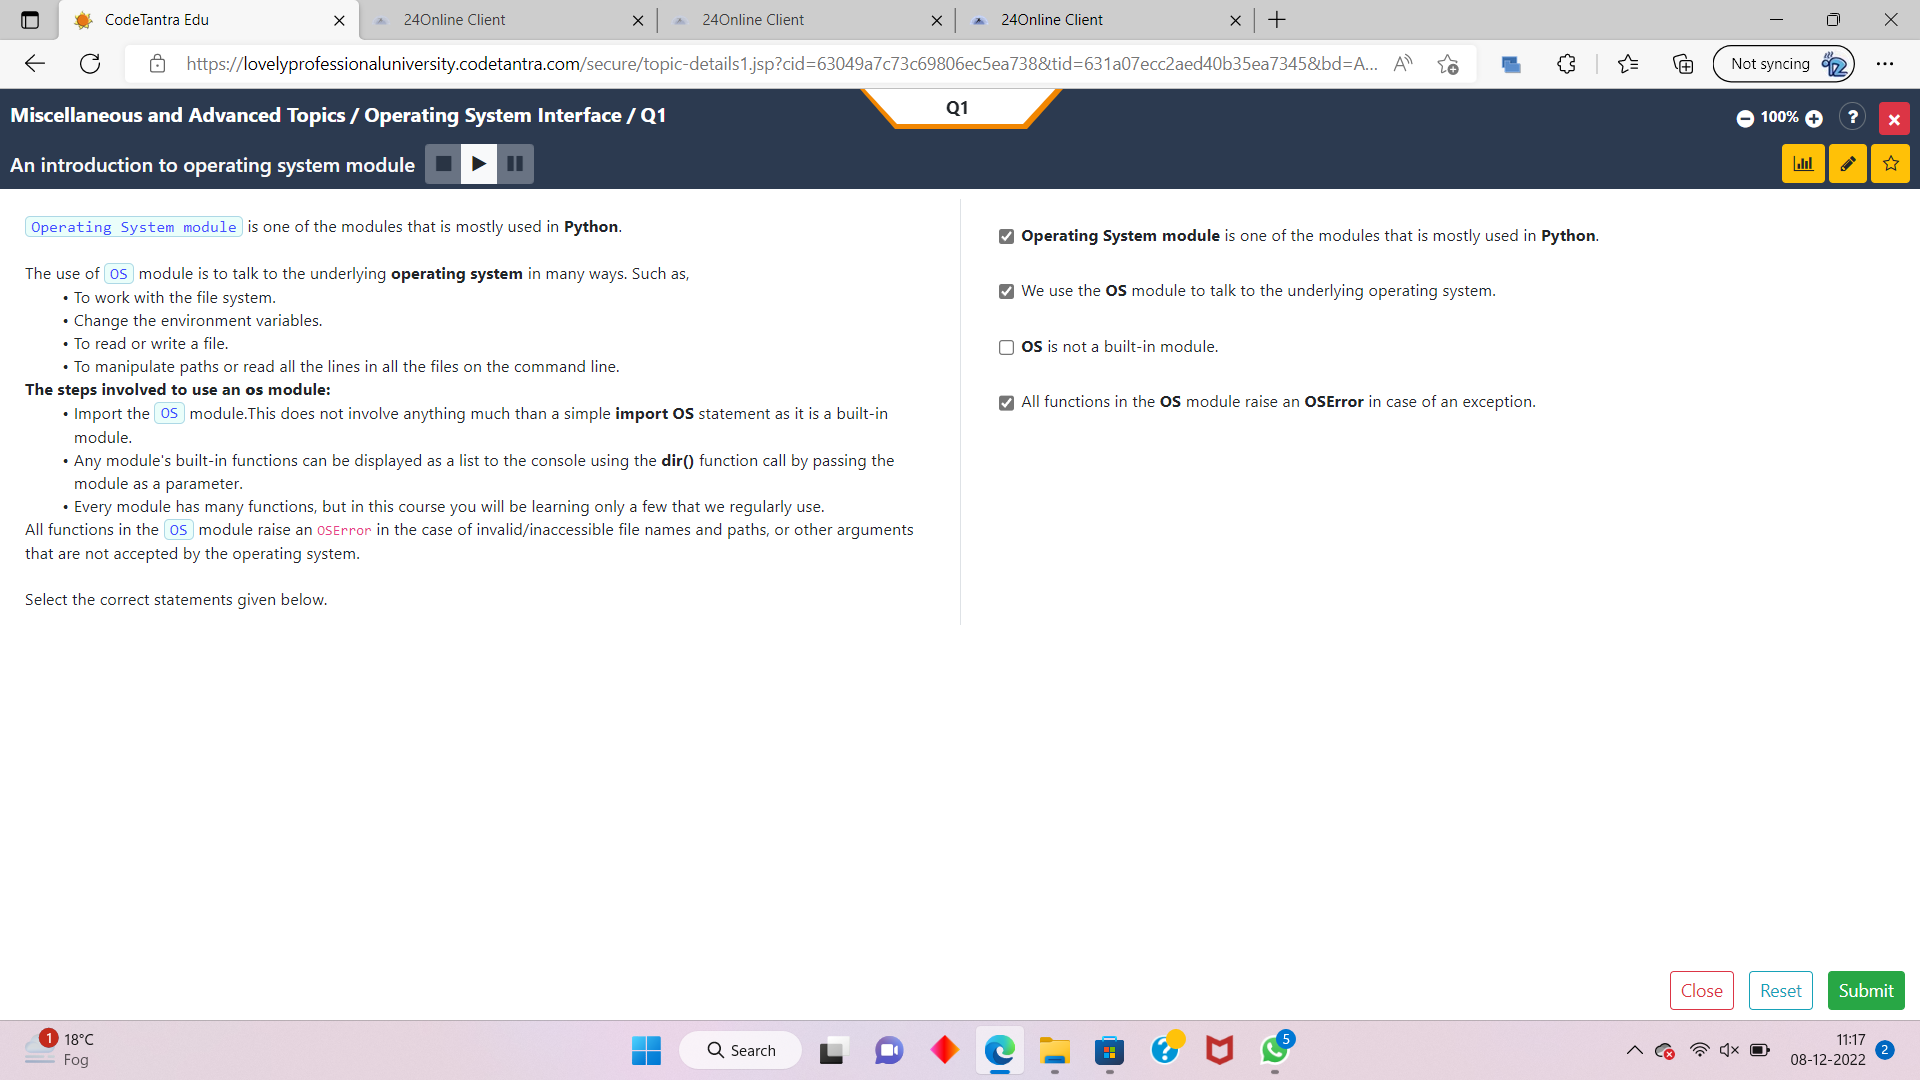 CodeTantra Edu
24Online Client
24Online Client
24Online Client
https://lovelyprofessionaluniversity.codetantra.com/secure/topic-details1.jsp?cid=63049a7c73c69806ec5ea738&tid=631a07ecc2aed40b35ea7345&bd=A...
Not syncing
Miscellaneous and Advanced Topics / Operating System Interface / Q1
Q1
100%
?
An introduction to operating system module
Operating System module is one of the modules that is mostly used in Python.
The use of OS module is to talk to the underlying operating system in many ways. Such as,
• To work with the file system.
• Change the environment variables.
• To read or write a file.
• To manipulate paths or read all the lines in all the files on the command line.
The steps involved to use an os module:
• Import the OS module.This does not involve anything much than a simple import OS statement as it is a built-in
module.
• Any module's built-in functions can be displayed as a list to the console using the dir() function call by passing the
module as a parameter.
• Every module has many functions, but in this course you will be learning only a few that we regularly use.
All functions in the OS module raise an OSError in the case of invalid/inaccessible file names and paths, or other arguments
that are not accepted by the operating system.
Select the correct statements given below.
Operating System module is one of the modules that is mostly used in Python.
We use the OS module to talk to the underlying operating system.
OS is not a built-in module.
All functions in the OS module raise an OSError in case of an exception.
Close
Reset
Submit
1
18°C
Fog
Search
5
11:17
08-12-2022
2